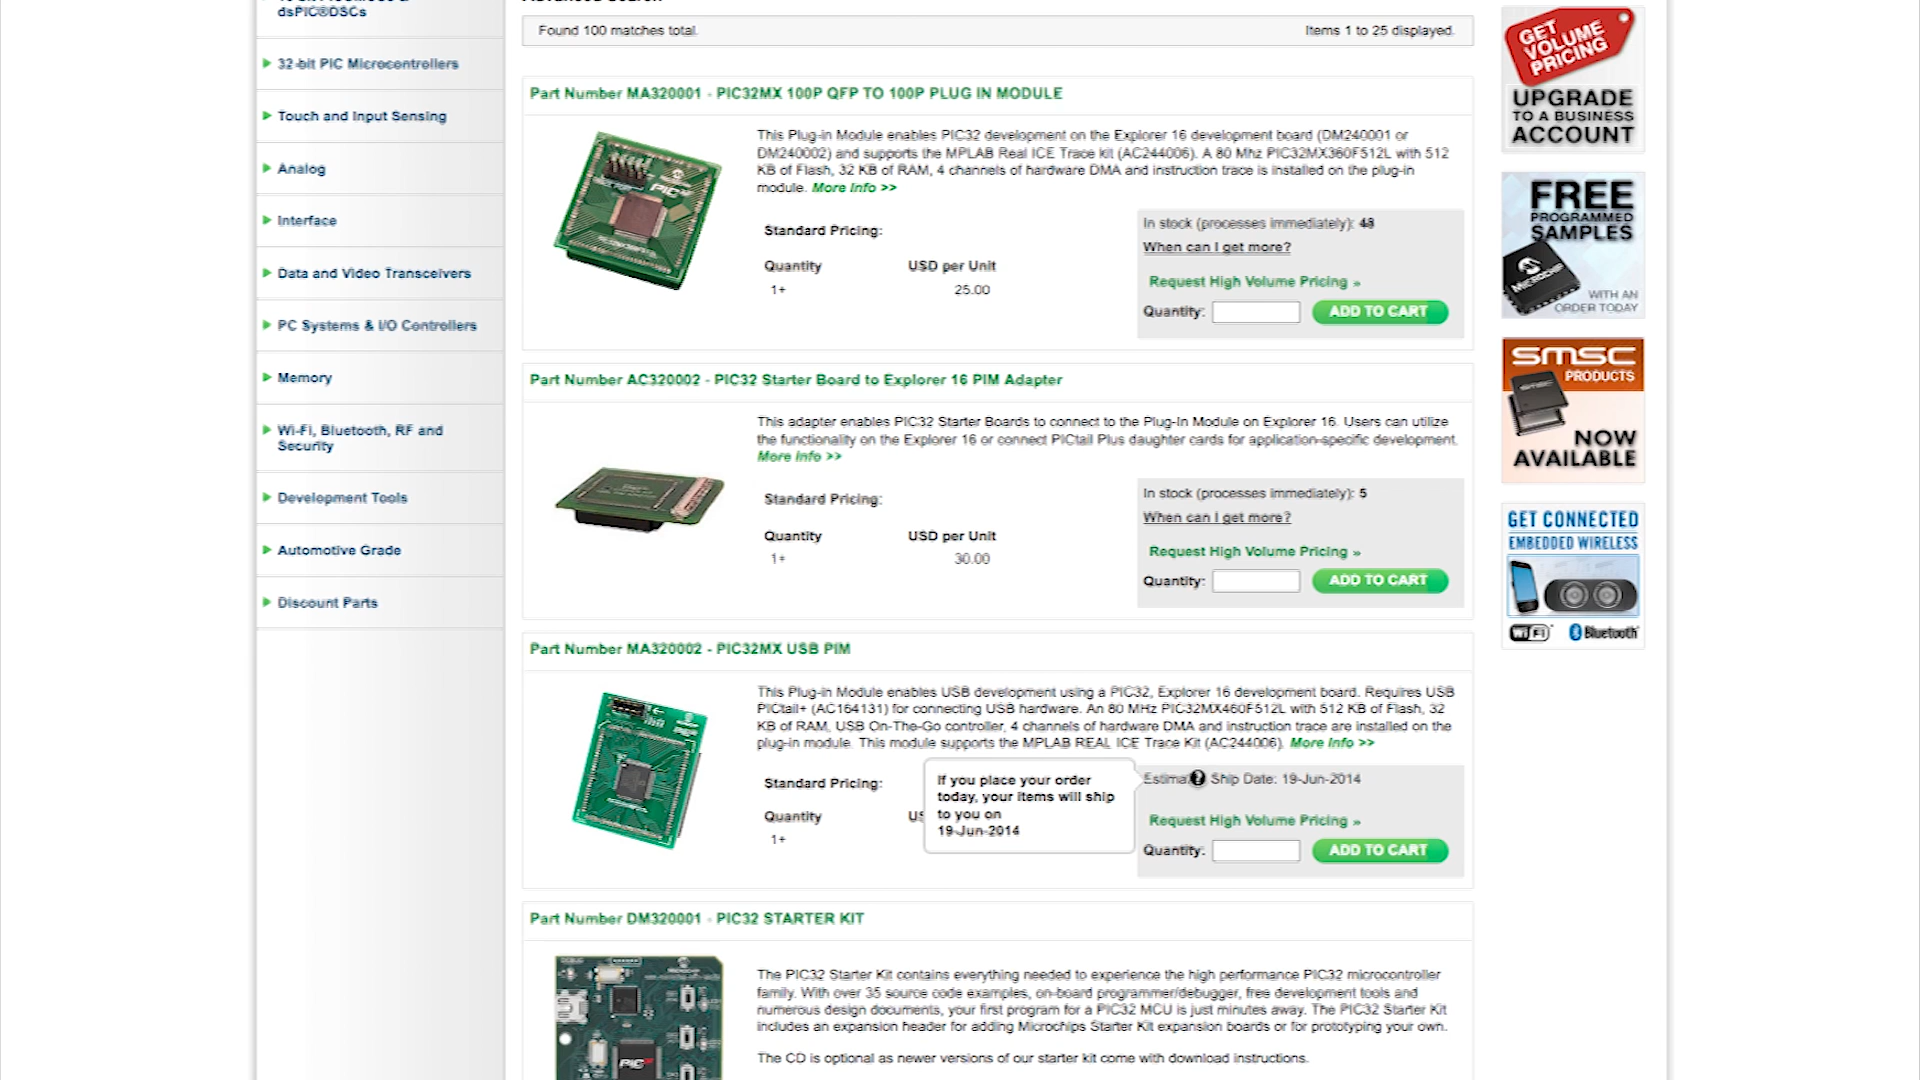 dsPIC®DSCs
32-bit PIC Microcontrollers
Touch and Input Sensing
Analog
Interface
Data and Video Transceivers
PC Systems & I/O Controllers
Memory
Wi-Fi, Bluetooth, RF and
Security
Development Tools
Automotive Grade
Discount Parts
Found 100 matches total.
Items 1 to 25 displayed.
Part Number MA320001 - PIC32MX 100P QFP TO 100P PLUG IN MODULE
This Plug-in Module enables PIC32 development on the Explorer 16 development board (DM240001 or
DM240002) and supports the MPLAB Real ICE Trace kit (AC244006). A 80 Mhz PIC32MX360F512L with 512
KB of Flash, 32 KB of RAM, 4 channels of hardware DMA and instruction trace is installed on the plug-in
module. More Info >>
Standard Pricing:
Quantity USD per Unit
1+ 25.00
In stock (processes immediately): 48
When can I get more?
Request High Volume Pricing »
Quantity: ADD TO CART
Part Number AC320002 - PIC32 Starter Board to Explorer 16 PIM Adapter
This adapter enables PIC32 Starter Boards to connect to the Plug-In Module on Explorer 16. Users can utilize
the functionality on the Explorer 16 or connect PICtail Plus daughter cards for application-specific development.
More Info >>
Standard Pricing:
Quantity USD per Unit
1+ 30.00
In stock (processes immediately): 5
When can I get more?
Request High Volume Pricing »
Quantity: ADD TO CART
Part Number MA320002 - PIC32MX USB PIM
This Plug-in Module enables USB development using a PIC32, Explorer 16 development board. Requires USB
PICtail+ (AC164131) for connecting USB hardware. An 80 MHz PIC32MX460F512L with 512 KB of Flash, 32
KB of RAM, USB On-The-Go controller, 4 channels of hardware DMA and instruction trace are installed on the
plug-in module. This module supports the MPLAB REAL ICE Trace Kit (AC244006). More Info >>
Standard Pricing:
Quantity US
1+
If you place your order
today, your items will ship
to you on
19-Jun-2014
Estima ? Ship Date: 19-Jun-2014
Request High Volume Pricing »
Quantity: ADD TO CART
Part Number DM320001 - PIC32 STARTER KIT
The PIC32 Starter Kit contains everything needed to experience the high performance PIC32 microcontroller
family. With over 35 source code examples, on-board programmer/debugger, free development tools and
numerous design documents, your first program for a PIC32 MCU is just minutes away. The PIC32 Starter Kit
includes an expansion header for adding Microchips Starter Kit expansion boards or for prototyping your own.
The CD is optional as newer versions of our starter kit come with download instructions.
GET
VOLUME
PRICING
UPGRADE
TO A BUSINESS
ACCOUNT
FREE
PROGRAMMED
SAMPLES
MICROCHIP
WITH AN
ORDER TODAY
SMSC
PRODUCTS
NOW
AVAILABLE
GET CONNECTED
EMBEDDED WIRELESS
WiFi Bluetooth